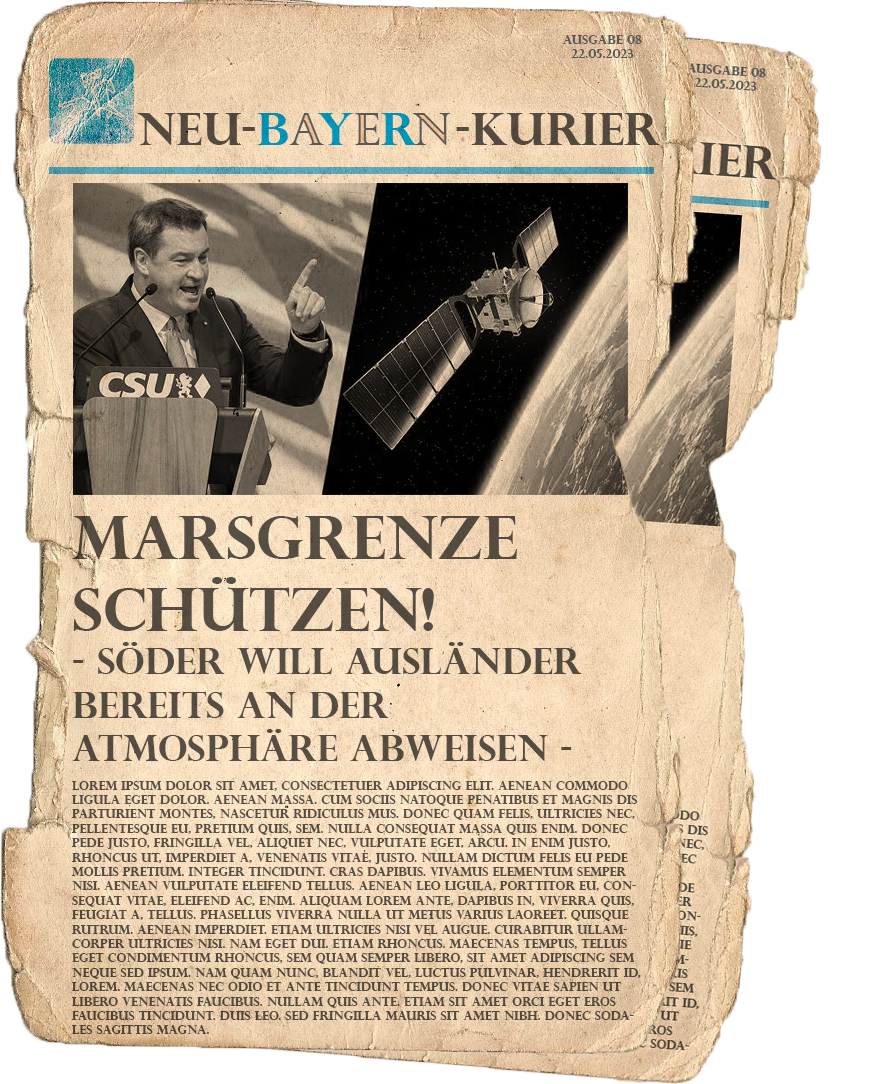 AUSGABE 08
22.05.2023
NEU-BAYERN-KURIER
CSU
MARSGRENZE
SCHÜTZEN!
- SÖDER WILL AUSLÄNDER
BEREITS AN DER
ATMOSPHÄRE ABWEISEN -
LOREM IPSUM DOLOR SIT AMET, CONSECTETUER ADIPISCING ELIT. AENEAN COMMODO
LIGULA EGET DOLOR. AENEAN MASSA. CUM SOCIIS NATOQUE PENATIBUS ET MAGNIS DIS
PARTURIENT MONTES, NASCETUR RIDICULUS MUS. DONEC QUAM FELIS, ULTRICIES NEC,
PELLENTESQUE EU, PRETIUM QUIS, SEM. NULLA CONSEQUAT MASSA QUIS ENIM. DONEC
PEDE JUSTO, FRINGILLA VEL, ALIQUET NEC, VULPUTATE EGET, ARCU. IN ENIM JUSTO,
RHONCUS UT, IMPERDIET A, VENENATIS VITAE, JUSTO. NULLAM DICTUM FELIS EU PEDE
MOLLIS PRETIUM. INTEGER TINCIDUNT. CRAS DAPIBUS. VIVAMUS ELEMENTUM SEMPER
NISI. AENEAN VULPUTATE ELEIFEND TELLUS. AENEAN LEO LIGULA, PORTTITOR EU, CON-
SEQUAT VITAE, ELEIFEND AC, ENIM. ALIQUAM LOREM ANTE, DAPIBUS IN, VIVERRA QUIS,
FEUGIAT A, TELLUS. PHASELLUS VIVERRA NULLA UT METUS VARIUS LAOREET. QUISQUE
RUTRUM. AENEAN IMPERDIET. ETIAM ULTRICIES NISI VEL AUGUE. CURABITUR ULLAM-
CORPER ULTRICIES NISI. NAM EGET DUI. ETIAM RHONCUS. MAECENAS TEMPUS, TELLUS
EGET CONDIMENTUM RHONCUS, SEM QUAM SEMPER LIBERO, SIT AMET ADIPISCING SEM
NEQUE SED IPSUM. NAM QUAM NUNC, BLANDIT VEL, LUCTUS PULVINAR, HENDRERIT ID,
LOREM. MAECENAS NEC ODIO ET ANTE TINCIDUNT TEMPUS. DONEC VITAE SAPIEN UT
LIBERO VENENATIS FAUCIBUS. NULLAM QUIS ANTE. ETIAM SIT AMET ORCI EGET EROS
FAUCIBUS TINCIDUNT. DUIS LEO. SED FRINGILLA MAURIS SIT AMET NIBH. DONEC SODA-
LES SAGITTIS MAGNA.
AUSGABE 08
22.05.2023